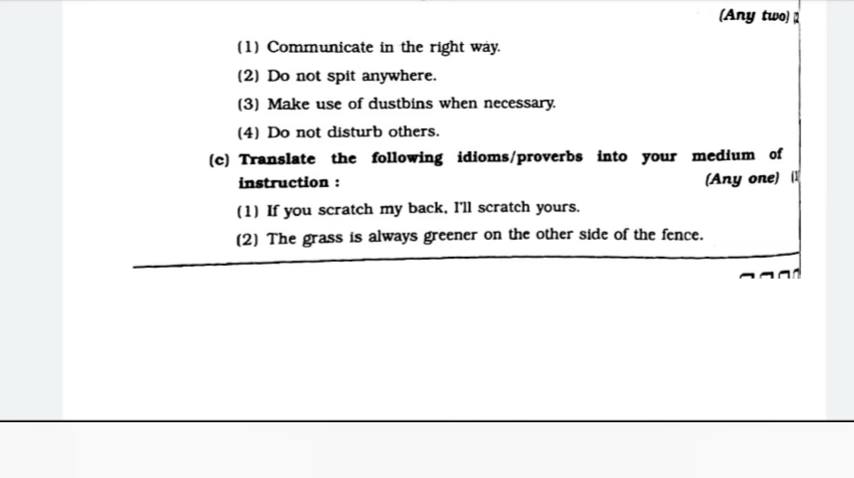 (Any two)
(1) Communicate in the right way.
(2) Do not spit anywhere.
(3) Make use of dustbins when necessary.
(4) Do not disturb others.
(c) Translate the following idioms/proverbs into your medium of
instruction : (Any one)
(1) If you scratch my back, I'll scratch yours.
(2) The grass is always greener on the other side of the fence.